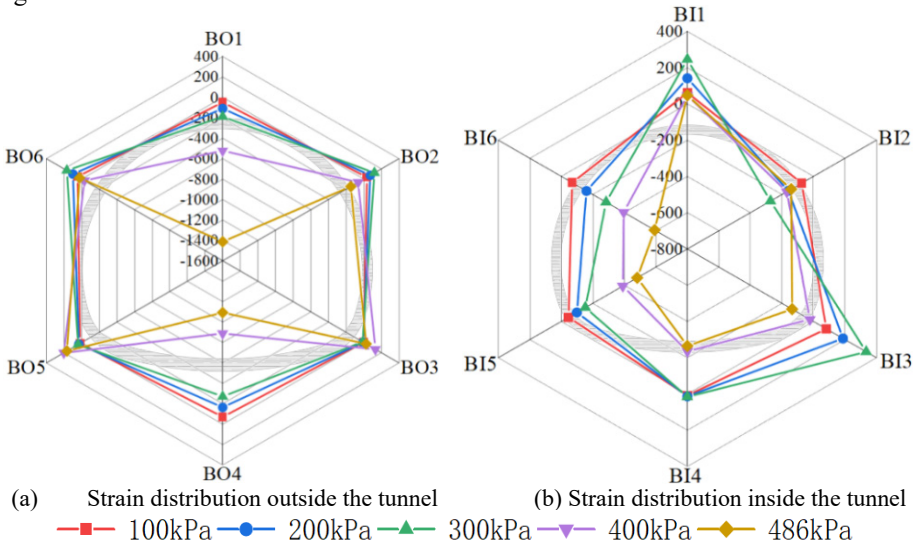 BO1
400
200
0
-400
-600
-800
-1000
-1200
-1400
-1600
BO2
BO3
BO4
BO5
BO6
BI1
400
200
0
-400
-600
-800
BI2
BI3
BI4
BI5
BI6
(a) Strain distribution outside the tunnel
(b) Strain distribution inside the tunnel
100kPa 200kPa 300kPa 400kPa 486kPa